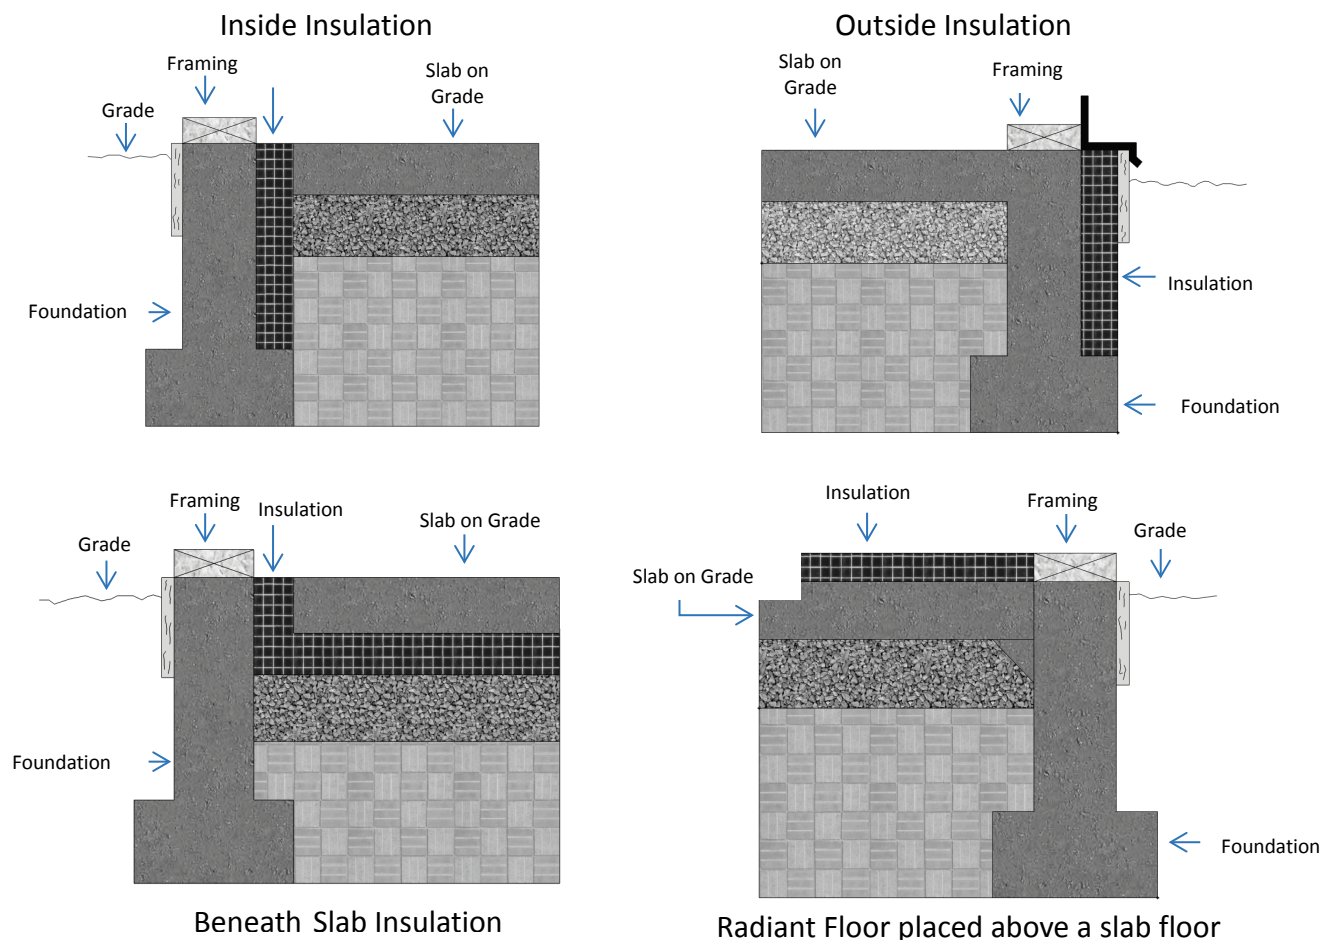 Inside Insulation
Framing
Slab on
Grade
Grade
Foundation
Outside Insulation
Slab on
Grade
Framing
Insulation
Foundation
Framing
Insulation
Slab on Grade
Grade
Foundation
Beneath Slab Insulation
Insulation
Framing
Grade
Slab on Grade
Foundation
Radiant Floor placed above a slab floor